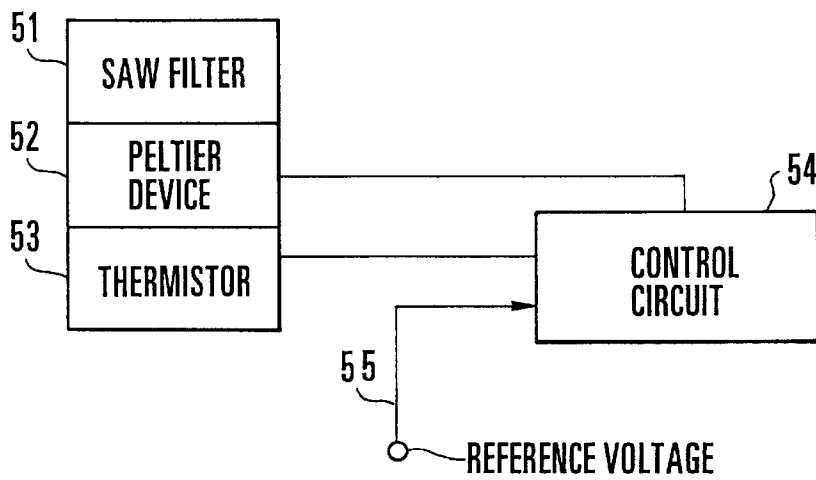 51
SAW FILTER
52
PELTIER
DEVICE
53
THERMISTOR
54
CONTROL
CIRCUIT
55
REFERENCE VOLTAGE